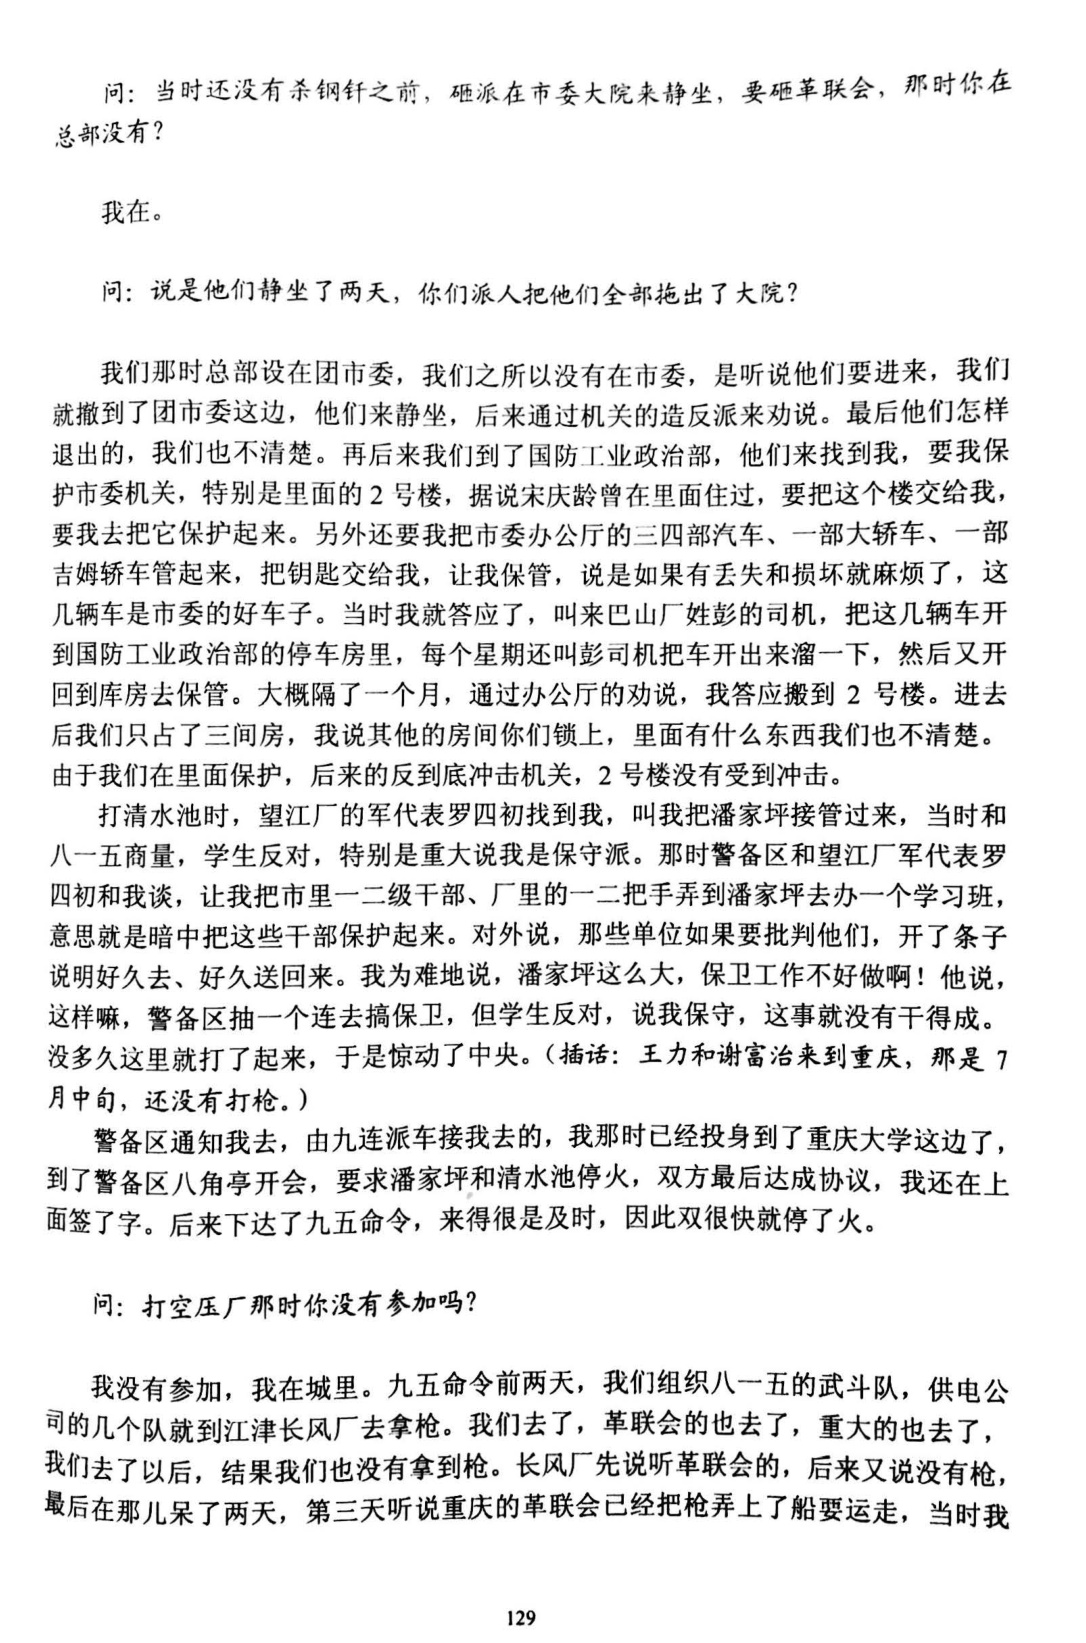 问：当时还没有杀钢钎之前，砸派在市委大院来静坐，要砸革联会，那时你在
总部没有？
我在。
问：说是他们静坐了两天，你们派人把他们全部拖出了大院？
我们那时总部设在团市委，我们之所以没有在市委，是听说他们要进来，我们
就撤到了团市委这边，他们来静坐，后来通过机关的造反派来劝说。最后他们怎样
退出的，我们也不清楚。再后来我们到了国防工业政治部，他们来找到我，要我保
护市委机关，特别是里面的 2 号楼，据说宋庆龄曾在里面住过，要把这个楼交给我，
要我去把它保护起来。另外还要我把市委办公厅的三四部汽车、一部大轿车、一部
吉姆轿车管起来，把钥匙交给我，让我保管，说是如果有丢失和损坏就麻烦了，这
几辆车是市委的好车子。当时我就答应了，叫来巴山厂姓彭的司机，把这几辆车开
到国防工业政治部的停车房里，每个星期还叫彭司机把车开出来溜一下，然后又开
回到库房去保管。大概隔了一个月，通过办公厅的劝说，我答应搬到 2 号楼。进去
后我们只占了三间房，我说其他的房间你们锁上，里面有什么东西我们也不清楚。
由于我们在里面保护，后来的反到底冲击机关，2 号楼没有受到冲击。
打清水池时，望江厂的军代表罗四初找到我，叫我把潘家坪接管过来，当时和
八一五商量，学生反对，特别是重大说我是保守派。那时警备区和望江厂军代表罗
四初和我谈，让我把市里一二级干部、厂里的一二把手弄到潘家坪去办一个学习班，
意思就是暗中把这些干部保护起来。对外说，那些单位如果要批判他们，开了条子
说明好久去、好久送回来。我为难地说，潘家坪这么大，保卫工作不好做啊！他说，
这样嘛，警备区抽一个连去搞保卫，但学生反对，说我保守，这事就没有干得成。
没多久这里就打了起来，于是惊动了中央。（插话：王力和谢富治来到重庆，那是 7
月中旬，还没有打枪。）
警备区通知我去，由九连派车接我去的，我那时已经投身到了重庆大学这边了，
到了警备区八角亭开会，要求潘家坪和清水池停火，双方最后达成协议，我还在上
面签了字。后来下达了九五命令，来得很是及时，因此双很快就停了火。
问：打空压厂那时你没有参加吗？
我没有参加，我在城里。九五命令前两天，我们组织八一五的武斗队，供电公
司的几个队就到江津长风厂去拿枪。我们去了，革联会的也去了，重大的也去了，
我们去了以后，结果我们也没有拿到枪。长风厂先说听革联会的，后来又说没有枪，
最后在那儿呆了两天，第三天听说重庆的革联会已经把枪弄上了船要运走，当时我
129